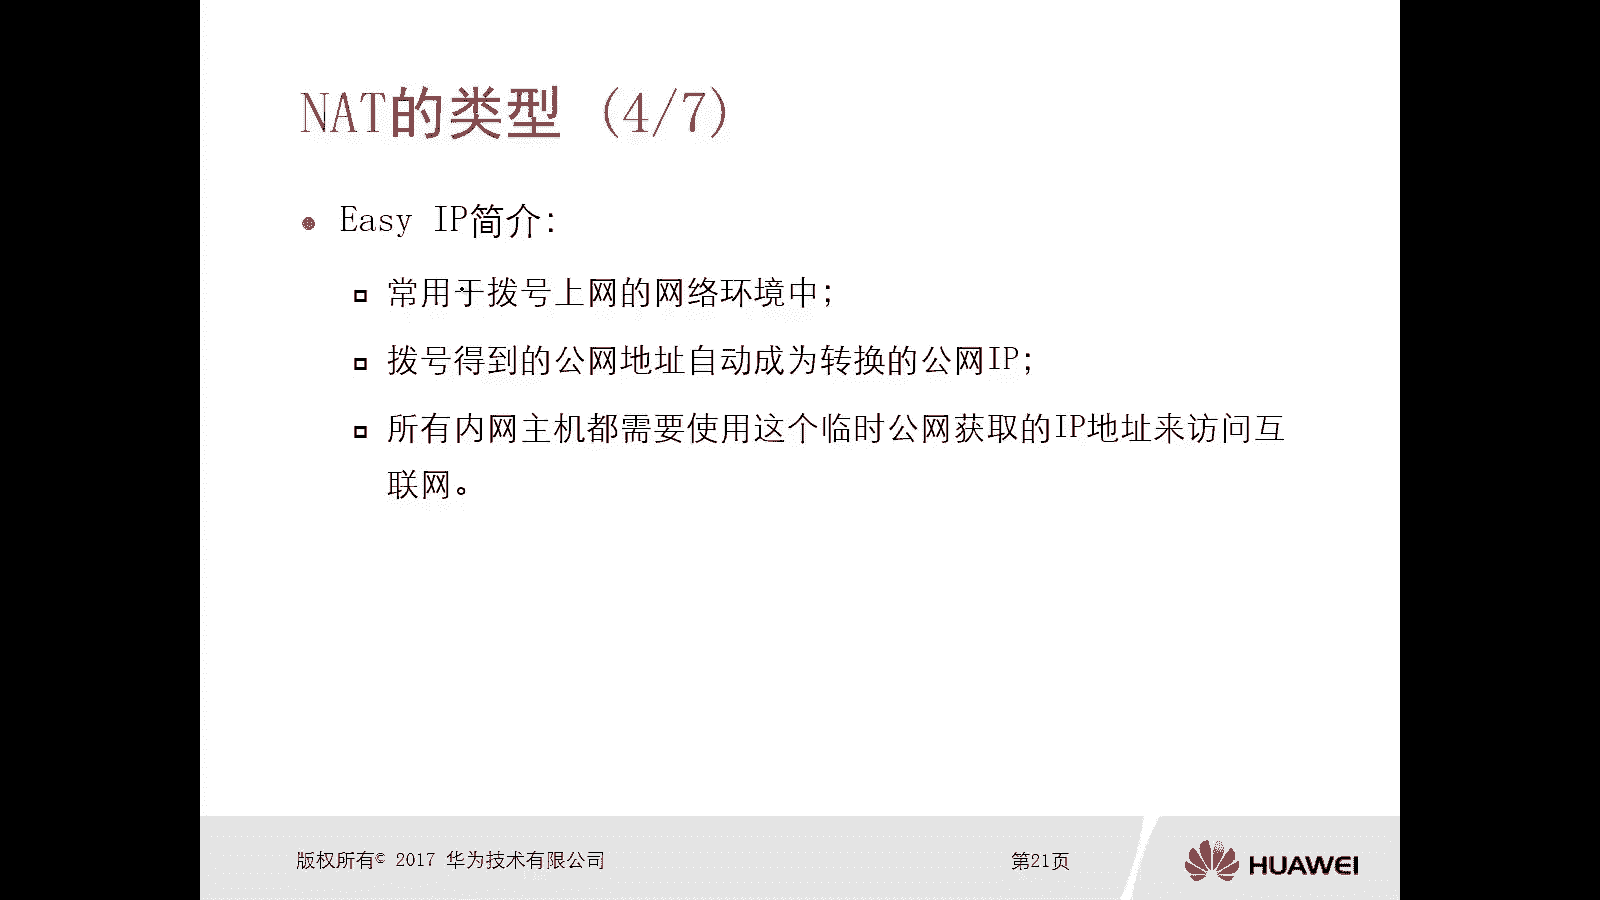 NAT的类型 (4/7)
Easy IP简介：
常用于拨号上网的网络环境中；
拨号得到的公网地址自动成为转换的公网IP；
所有内网主机都需要使用这个临时公网获取的IP地址来访问互
联网。
版权所有© 2017 华为技术有限公司
第21页
HUAWEI